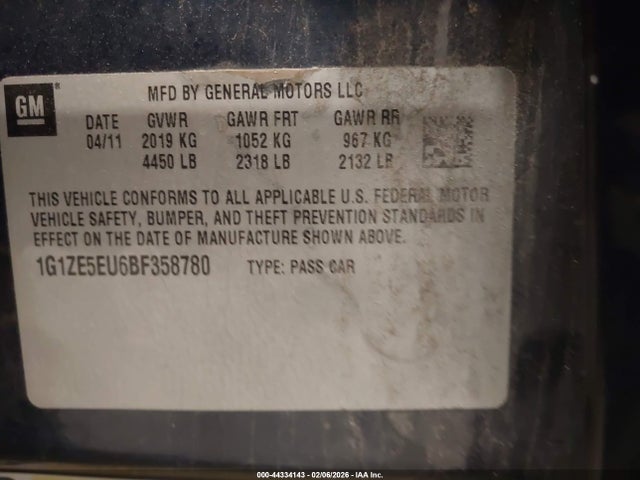 GM
MFD BY GENERAL MOTORS LLC
DATE GVWR GAWR FRT GAWR RR
04/11 2019 KG 1052 KG 967 KG
4450 LB 2318 LB 2132 LB
THIS VEHICLE CONFORMS TO ALL APPLICABLE U.S. FEDERAL MOTOR
VEHICLE SAFETY, BUMPER, AND THEFT PREVENTION STANDARDS IN
EFFECT ON THE DATE OF MANUFACTURE SHOWN ABOVE.
1G1ZE5EU6BF358780 TYPE: PASS CAR
000-44334143 - 02/06/2026 - IAA Inc.